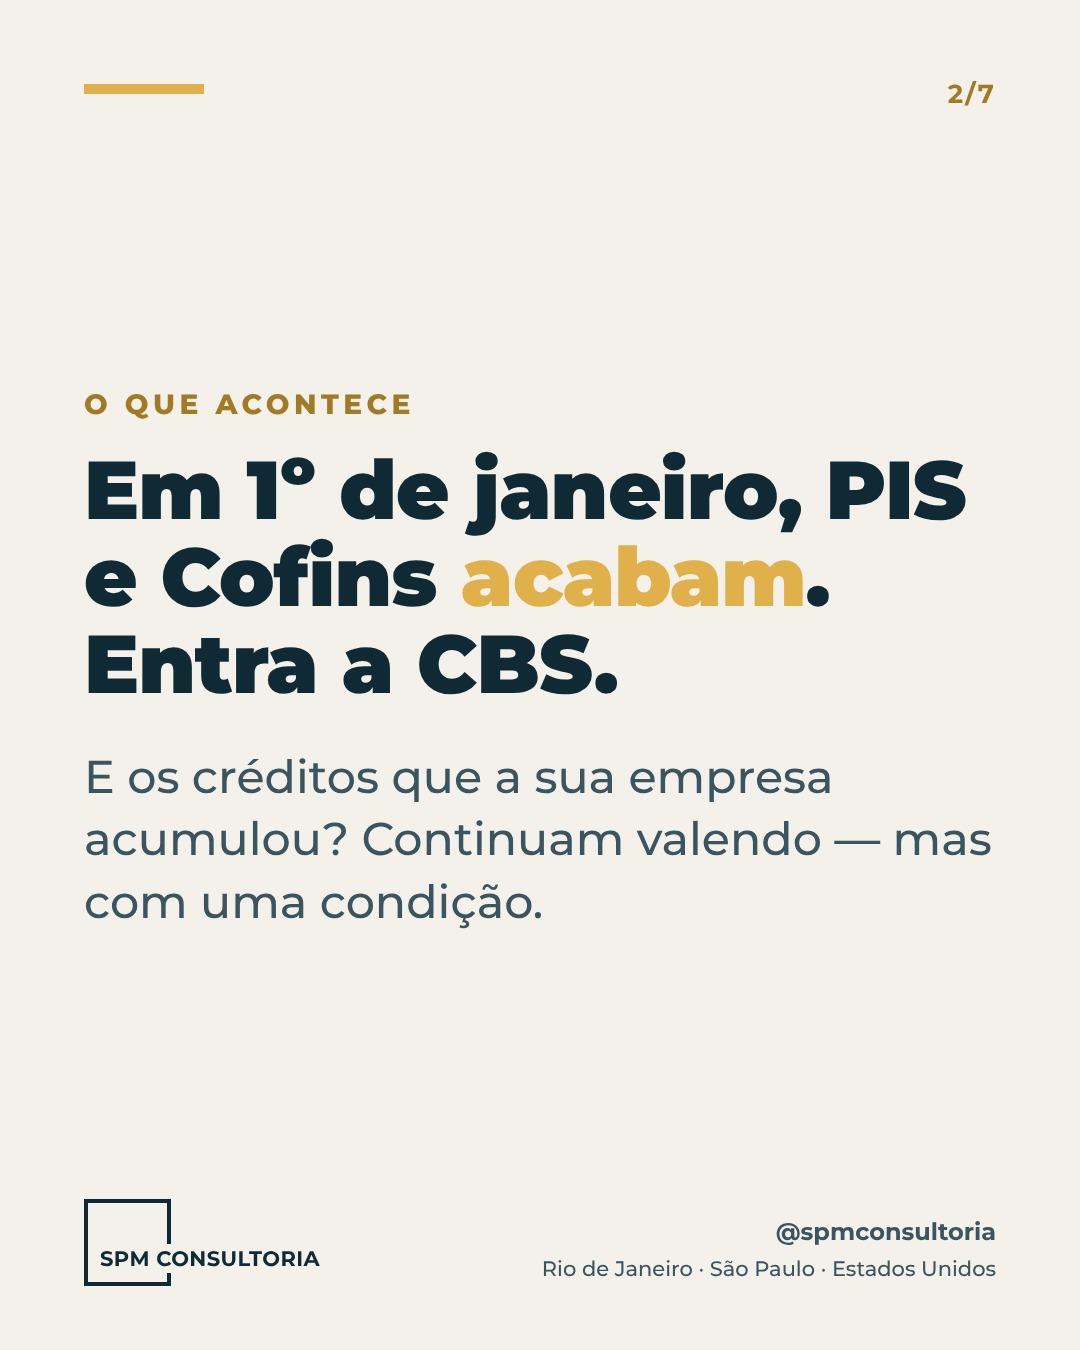 2/7
O QUE ACONTECE
Em 1º de janeiro, PIS
e Cofins acabam.
Entra a CBS.
E os créditos que a sua empresa
acumulou? Continuam valendo — mas
com uma condição.
SPM CONSULTORIA
@spmconsultoria
Rio de Janeiro · São Paulo · Estados Unidos